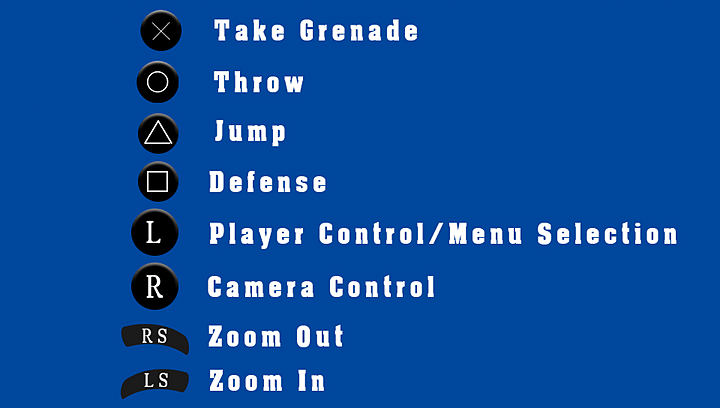 Take Grenade
Throw
Jump
Defense
L Player Control/Menu Selection
R Camera Control
RS Zoom Out
LS Zoom In